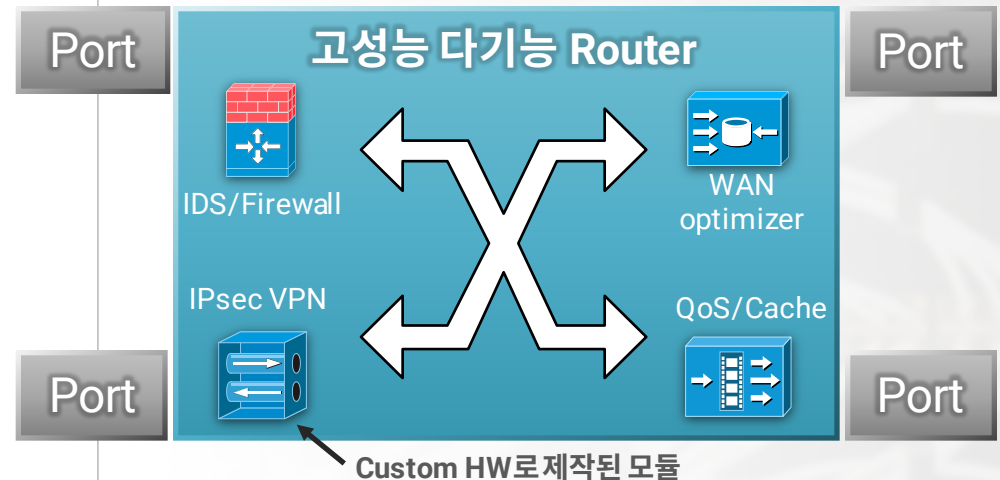 Port
고성능 다기능 Router
Port
IDS/Firewall
WAN
optimizer
IPsec VPN
QoS/Cache
Port
Port
Custom HW로 제작된 모듈